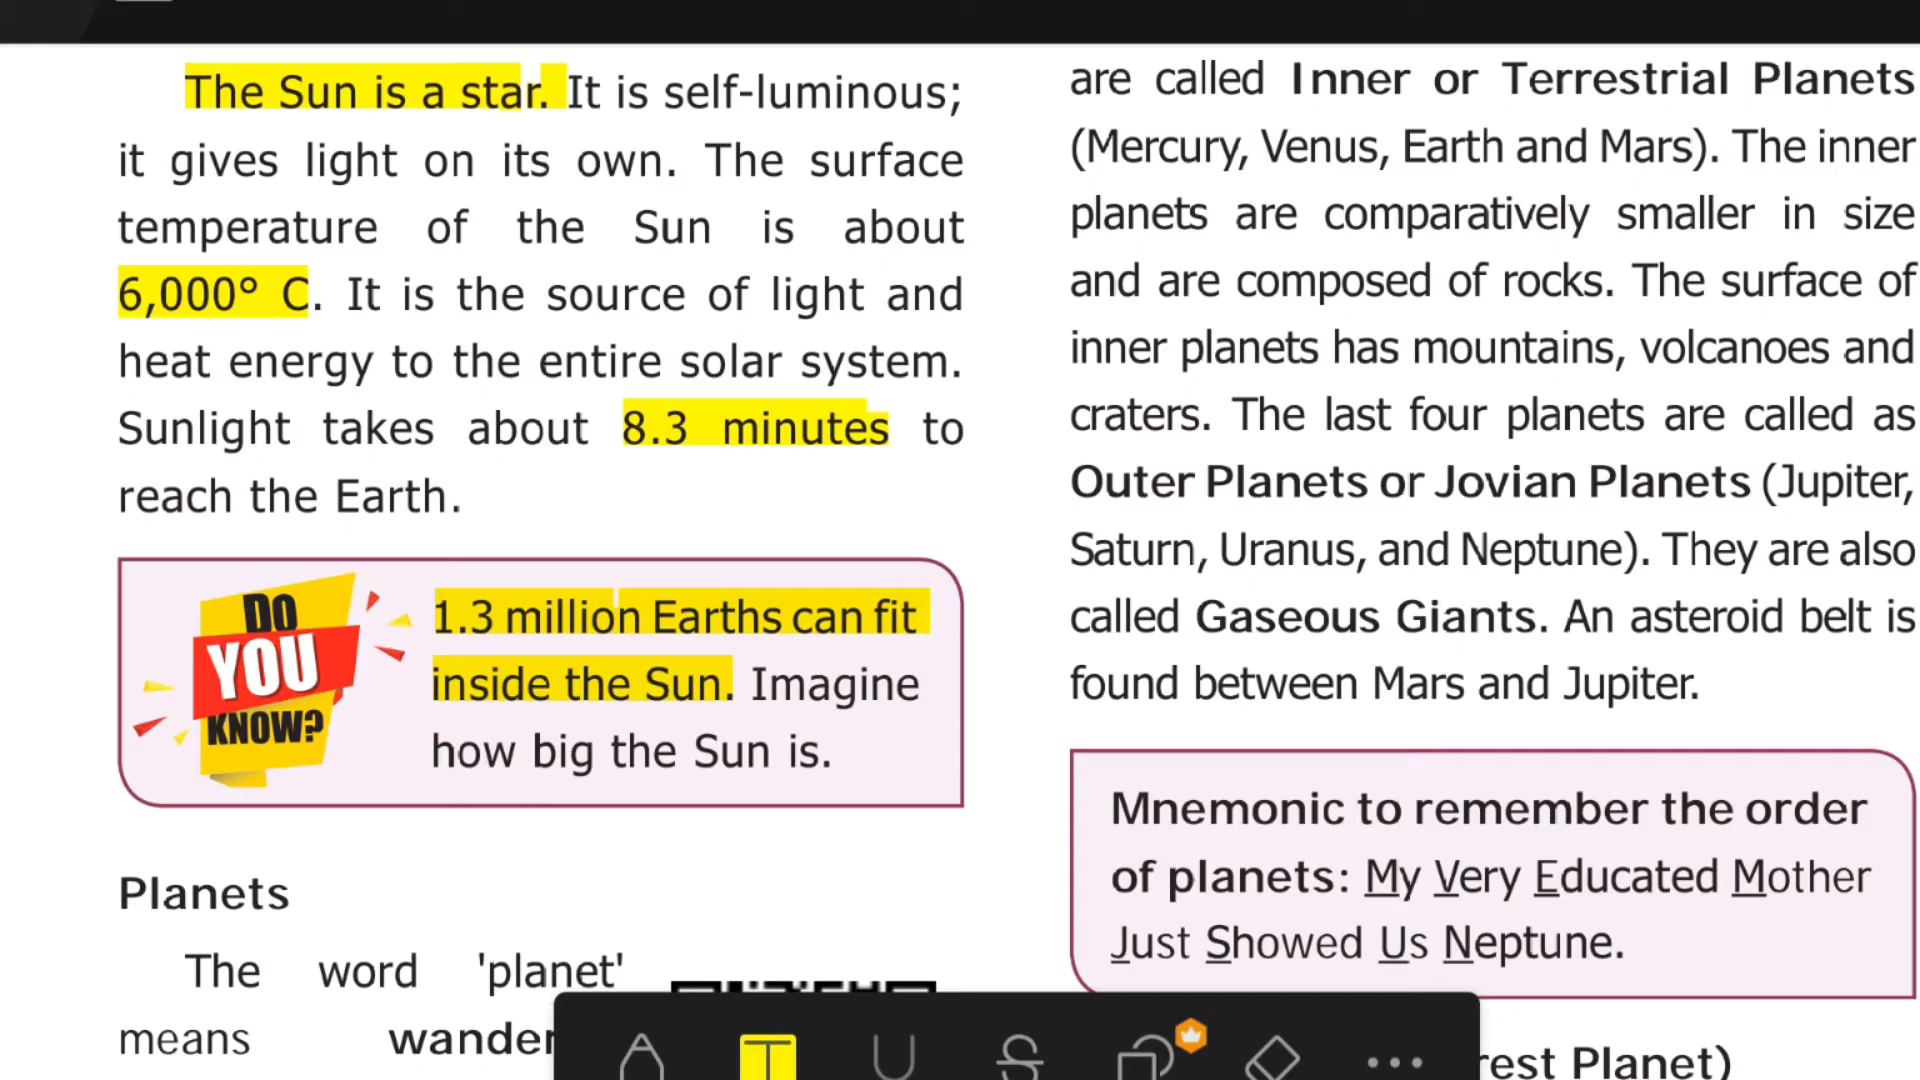 The Sun is a star. It is self-luminous;
it gives light on its own. The surface
temperature of the Sun is about
6,000° C. It is the source of light and
heat energy to the entire solar system.
Sunlight takes about 8.3 minutes to
reach the Earth.
DO
YOU
KNOW?
1.3 million Earths can fit
inside the Sun. Imagine
how big the Sun is.
Planets
The word 'planet'
means
are called Inner or Terrestrial Planets
(Mercury, Venus, Earth and Mars). The inner
planets are comparatively smaller in size
and are composed of rocks. The surface of
inner planets has mountains, volcanoes and
craters. The last four planets are called as
Outer Planets or Jovian Planets (Jupiter,
Saturn, Uranus, and Neptune). They are also
called Gaseous Giants. An asteroid belt is
found between Mars and Jupiter.
Mnemonic to remember the order
of planets: My Very Educated Mother
Just Showed Us Neptune.
Planet)